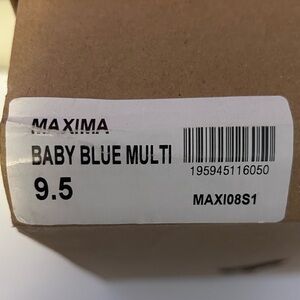 MAXIMA
BABY BLUE MULTI
195945116050
9.5
MAXI08S1